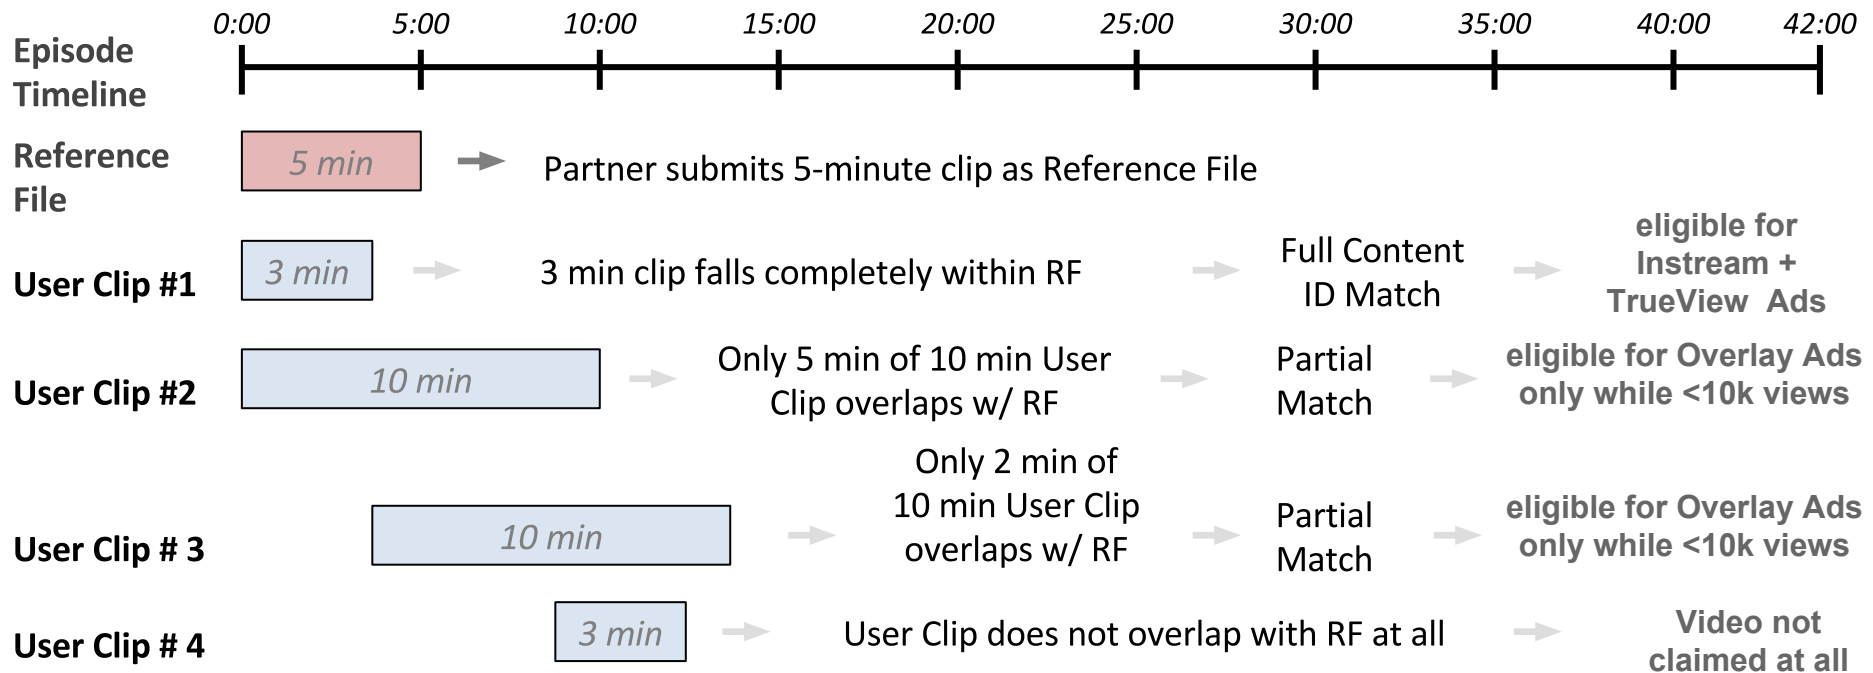 0:00 5:00 10:00 15:00 20:00 25:00 30:00 35:00 40:00 42:00
Episode
Timeline
Reference
File
5 min
Partner submits 5-minute clip as Reference File
User Clip #1
3 min
3 min clip falls completely within RF
Full Content
ID Match
eligible for
Instream +
TrueView Ads
User Clip #2
10 min
Only 5 min of 10 min User
Clip overlaps w/ RF
Partial
Match
eligible for Overlay Ads
only while <10k views
User Clip # 3
10 min
Only 2 min of
10 min User Clip
overlaps w/ RF
Partial
Match
eligible for Overlay Ads
only while <10k views
User Clip # 4
3 min
User Clip does not overlap with RF at all
Video not
claimed at all